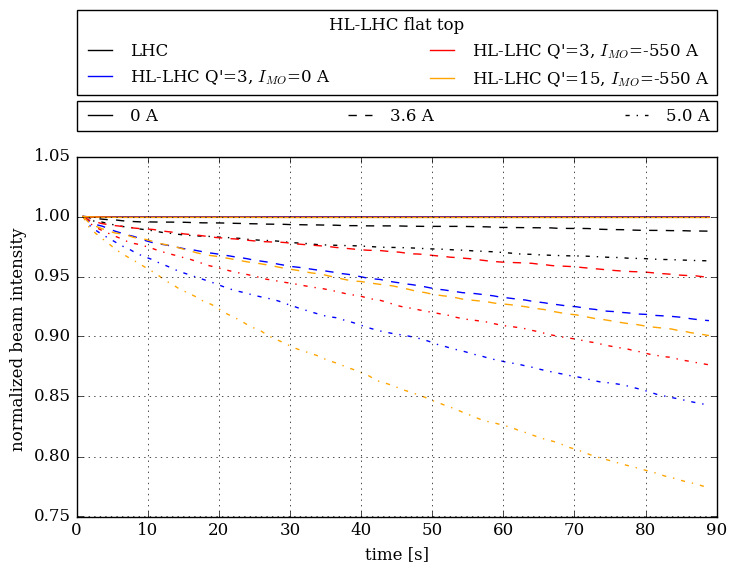 HL-LHC flat top
LHC
HL-LHC Q'=3, I_MO=0 A
HL-LHC Q'=3, I_MO=-550 A
HL-LHC Q'=15, I_MO=-550 A
0 A 3.6 A 5.0 A
1.05
1.00
0.95
0.90
0.85
0.80
0.75
normalized beam intensity
0 10 20 30 40 50 60 70 80 90
time [s]